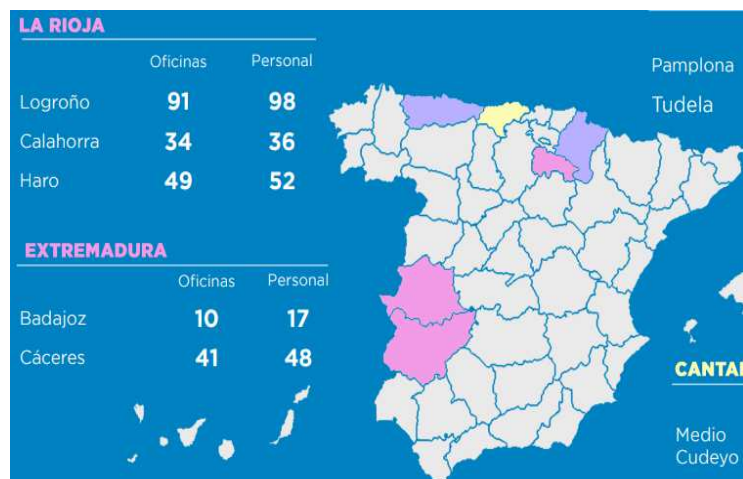 LA RIOJA
Oficinas Personal
Logroño 91 98
Calahorra 34 36
Haro 49 52
EXTREMADURA
Oficinas Personal
Badajoz 10 17
Cáceres 41 48
Pamplona
Tudela
CANTA
Medio
Cudeyo